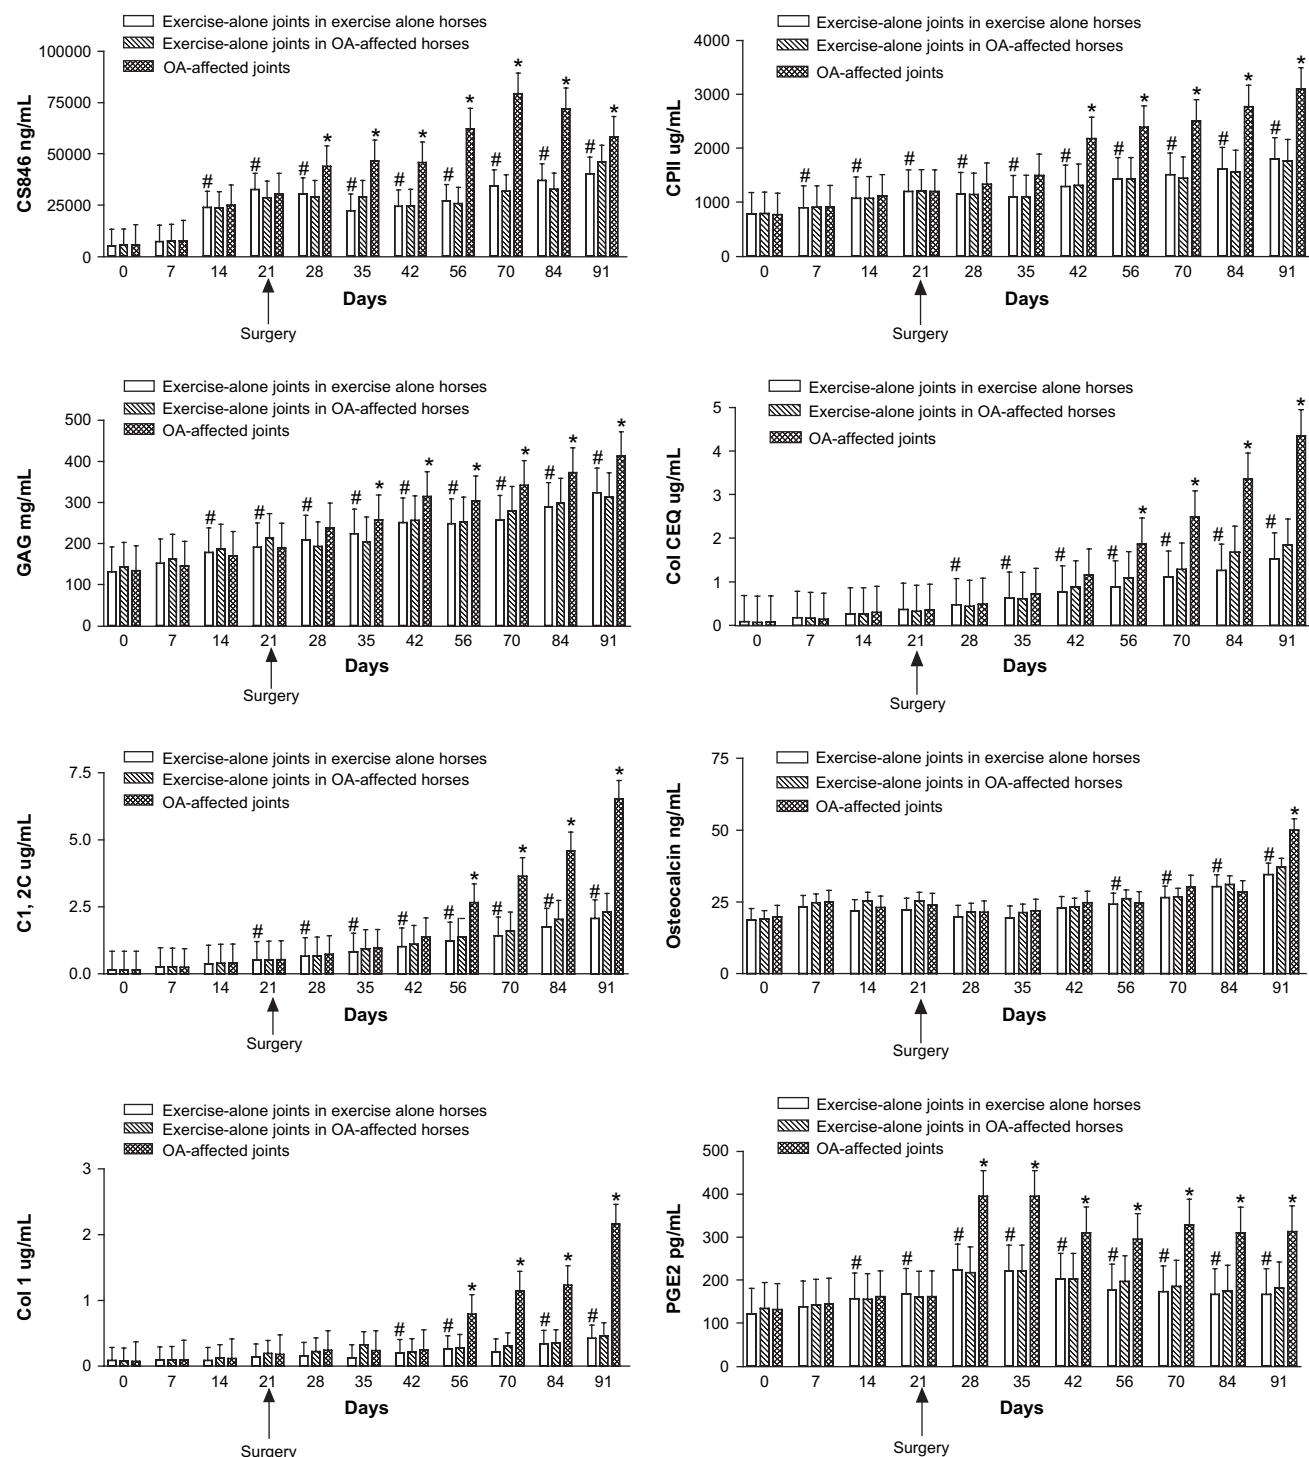 Exercise-alone joints in exercise alone horses
Exercise-alone joints in OA-affected horses
OA-affected joints
CS846 ng/mL
100000
75000
50000
25000
0
# # # # # # # # #
* * * * * * * *
0 7 14 21 28 35 42 56 70 84 91
Days
Surgery
Exercise-alone joints in exercise alone horses
Exercise-alone joints in OA-affected horses
OA-affected joints
CPII ug/mL
4000
3000
2000
1000
0
# # # # # # # # # #
* * * * *
0 7 14 21 28 35 42 56 70 84 91
Days
Surgery
Exercise-alone joints in exercise alone horses
Exercise-alone joints in OA-affected horses
OA-affected joints
GAG mg/mL
500
400
300
200
100
0
# # # # # # # # #
* * * * * *
0 7 14 21 28 35 42 56 70 84 91
Days
Surgery
Exercise-alone joints in exercise alone horses
Exercise-alone joints in OA-affected horses
OA-affected joints
Col CEQ ug/mL
5
4
3
2
1
0
# # # # # # #
* * * *
0 7 14 21 28 35 42 56 70 84 91
Days
Surgery
Exercise-alone joints in exercise alone horses
Exercise-alone joints in OA-affected horses
OA-affected joints
C1, 2C ug/mL
7.5
5.0
2.5
0.0
# # # # # # # #
* * * *
0 7 14 21 28 35 42 56 70 84 91
Days
Surgery
Exercise-alone joints in exercise alone horses
Exercise-alone joints in OA-affected horses
OA-affected joints
Osteocalcin ng/mL
75
50
25
0
# # # #
*
0 7 14 21 28 35 42 56 70 84 91
Days
Surgery
Exercise-alone joints in exercise alone horses
Exercise-alone joints in OA-affected horses
OA-affected joints
Col 1 ug/mL
3
2
1
0
# # # #
* * * *
0 7 14 21 28 35 42 56 70 84 91
Days
Surgery
Exercise-alone joints in exercise alone horses
Exercise-alone joints in OA-affected horses
OA-affected joints
PGE2 pg/mL
500
400
300
200
100
0
# # # # # # # # #
* * * * * * *
0 7 14 21 28 35 42 56 70 84 91
Days
Surgery